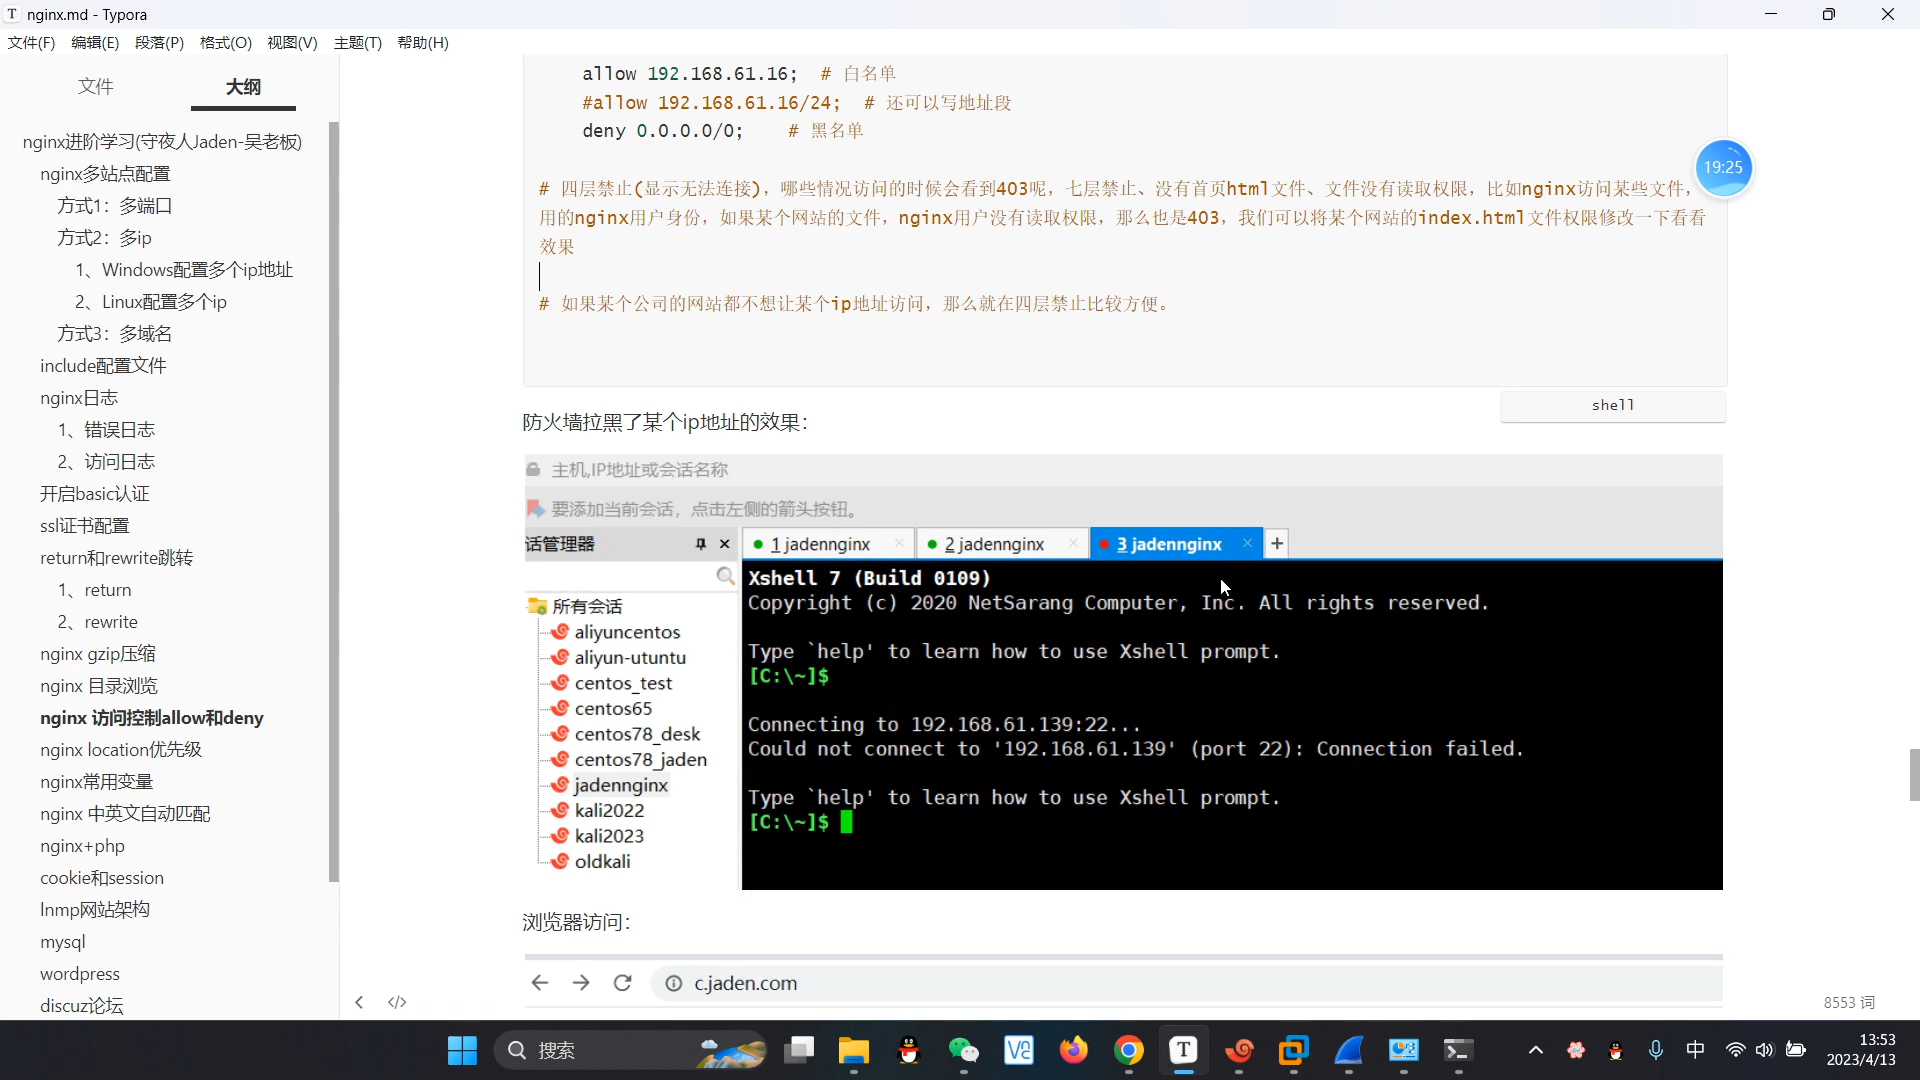 nginx.md - Typora
文件(F) 编辑(E) 段落(P) 格式(O) 视图(V) 主题(T) 帮助(H)
文件 大纲
nginx进阶学习(守夜人Jaden-吴老板)
nginx多站点配置
方式1：多端口
方式2：多ip
1、Windows配置多个ip地址
2、Linux配置多个ip
方式3：多域名
include配置文件
nginx日志
1、错误日志
2、访问日志
开启basic认证
ssl证书配置
return和rewrite跳转
1、return
2、rewrite
nginx gzip压缩
nginx 目录浏览
nginx 访问控制allow和deny
nginx location优先级
nginx常用变量
nginx 中英文自动匹配
nginx+php
cookie和session
lnmp网站架构
mysql
wordpress
discuz论坛
allow 192.168.61.16; # 白名单
#allow 192.168.61.16/24; # 还可以写地址段
deny 0.0.0.0/0; # 黑名单
# 四层禁止(显示无法连接)，哪些情况访问的时候会看到403呢，七层禁止、没有首页html文件、文件没有读取权限，比如nginx访问某些文件，
用的nginx用户身份，如果某个网站的文件，nginx用户没有读取权限，那么也是403，我们可以将某个网站的index.html文件权限修改一下看看
效果
# 如果某个公司的网站都不想让某个ip地址访问，那么就在四层禁止比较方便。
19:25
shell
防火墙拉黑了某个ip地址的效果：
主机,IP地址或会话名称
要添加当前会话，点击左侧的箭头按钮。
话管理器
1 jadennginx 2 jadennginx 3 jadennginx +
所有会话
aliyuncentos
aliyun-utuntu
centos_test
centos65
centos78_desk
centos78_jaden
jadennginx
kali2022
kali2023
oldkali
Xshell 7 (Build 0109)
Copyright (c) 2020 NetSarang Computer, Inc. All rights reserved.
Type `help' to learn how to use Xshell prompt.
[C:\~]$
Connecting to 192.168.61.139:22...
Could not connect to '192.168.61.139' (port 22): Connection failed.
Type `help' to learn how to use Xshell prompt.
[C:\~]$
浏览器访问：
c.jaden.com
8553 词
搜索
中
13:53
2023/4/13